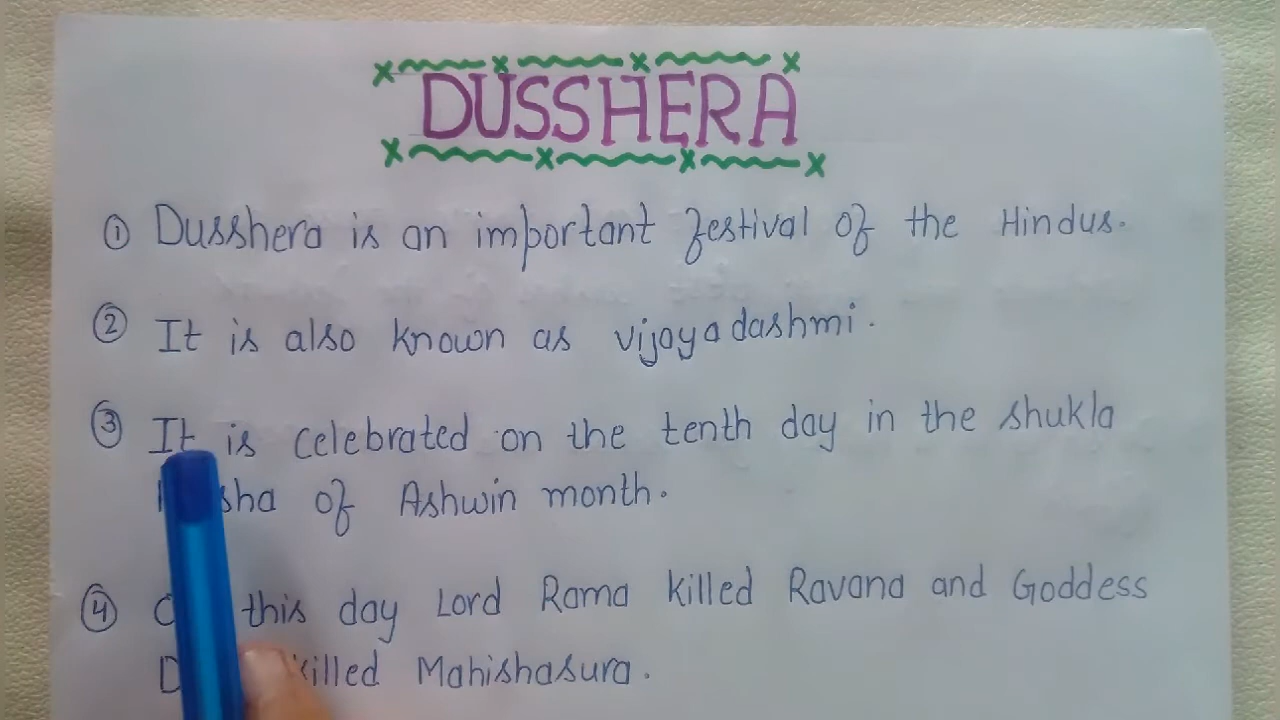 DUSSHERA
① Dusshera is an important festival of the Hindus.
② It is also known as vijayadashmi.
③ It is celebrated on the tenth day in the shukla
of Ashwin month.
④ this day Lord Rama killed Ravana and Goddess
killed Mahishasura.